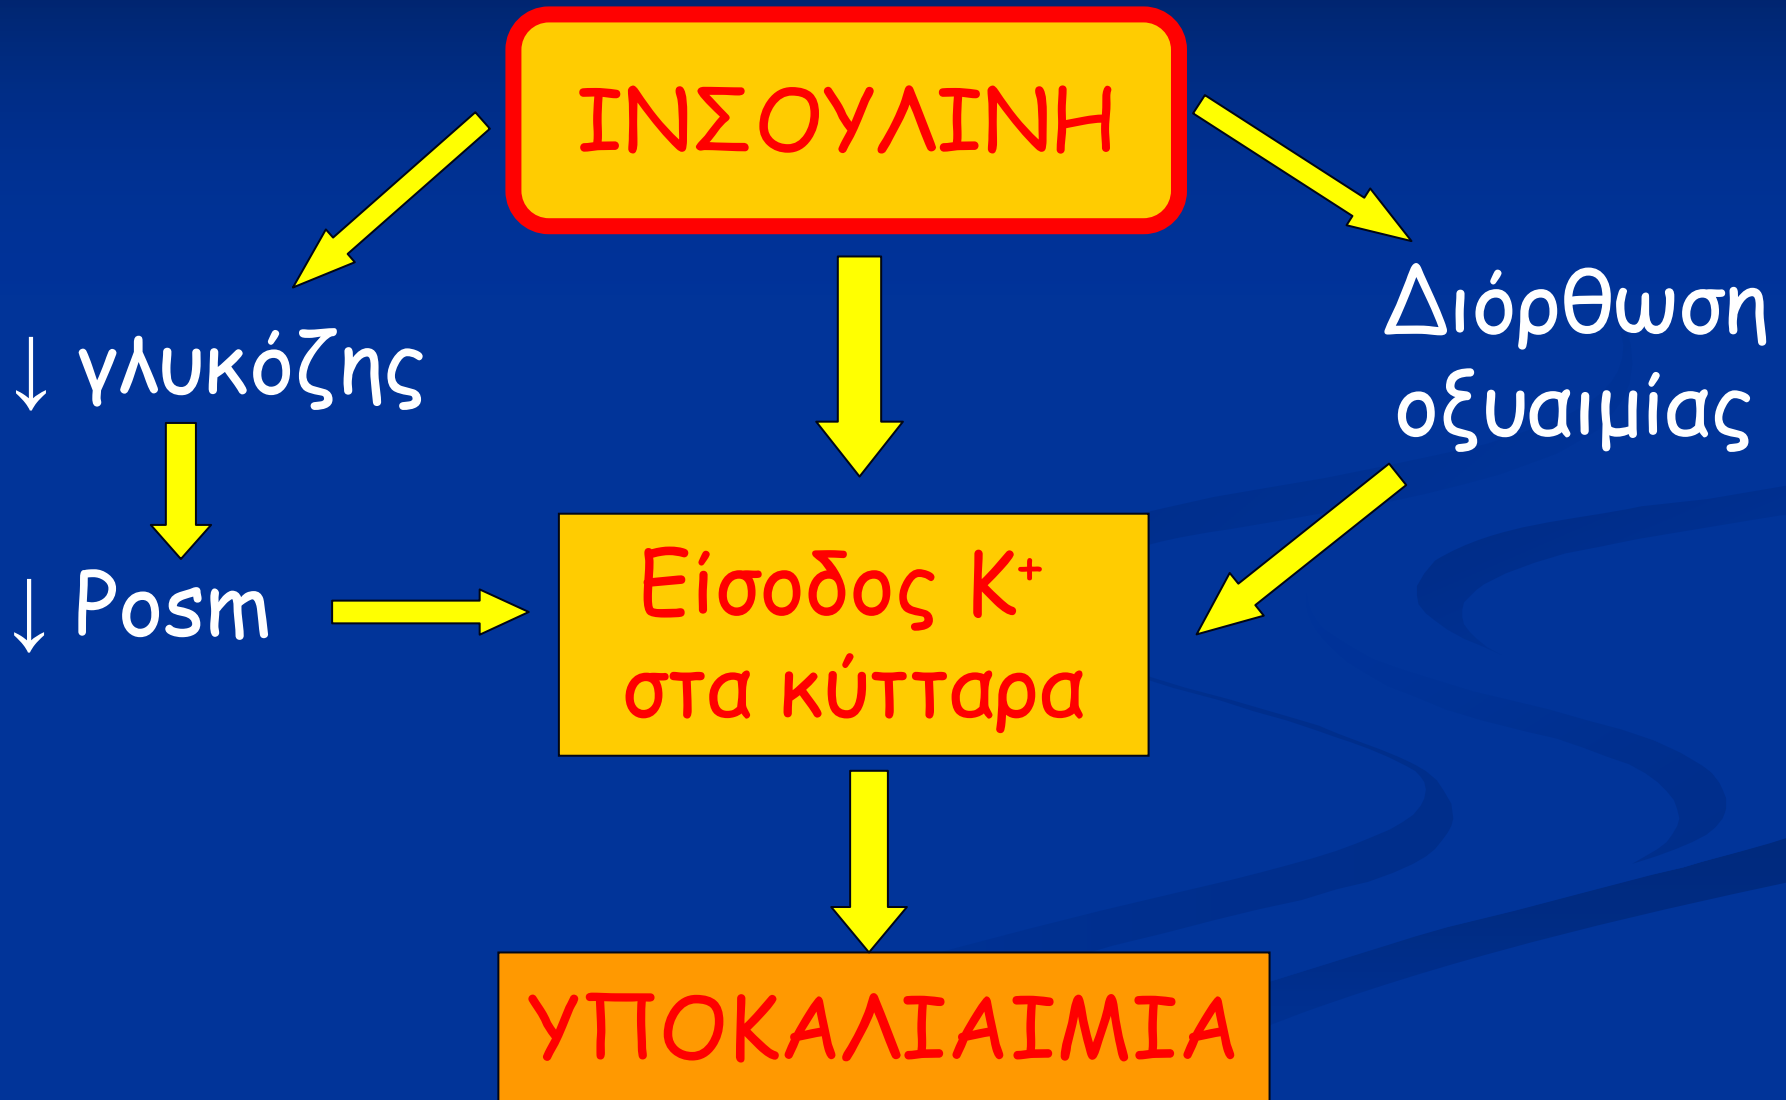 ΙΝΣΟΥΛΙΝΗ
↓ γλυκόζης
Διόρθωση
οξυαιμίας
↓ Posm
Είσοδος K⁺
στα κύτταρα
ΥΠΟΚΑΛΙΑΙΜΙΑ